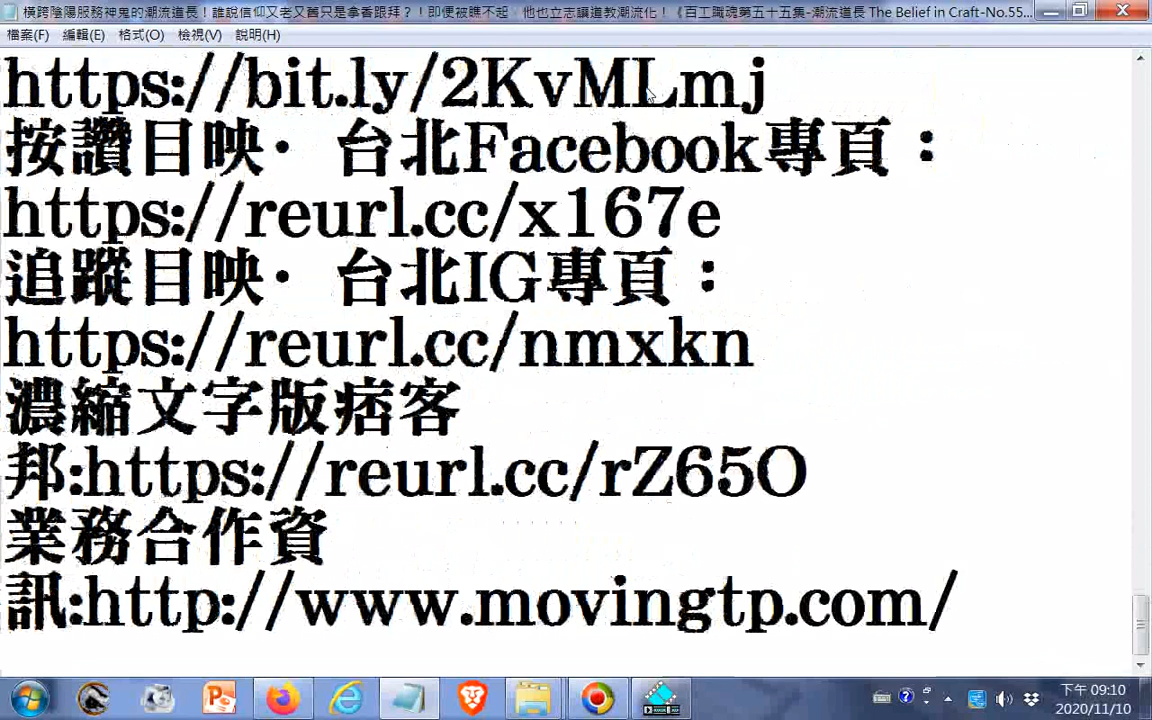 橫跨陰陽服務神鬼的潮流道長！誰說信仰又老又舊只是拿香跟拜？！即便被瞧不起，他也立志讓道教潮流化！《百工職魂第五十五集-潮流道長 The Belief in Craft-No.55...
檔案(F) 編輯(E) 格式(O) 檢視(V) 說明(H)
https://bit.ly/2KvMLmj
按讚目映· 台北Facebook專頁：
https://reurl.cc/x167e
追蹤目映· 台北IG專頁：
https://reurl.cc/nmxkn
濃縮文字版痞客
邦:https://reurl.cc/rZ65O
業務合作資
訊:http://www.movingtp.com/
下午 09:10
2020/11/10